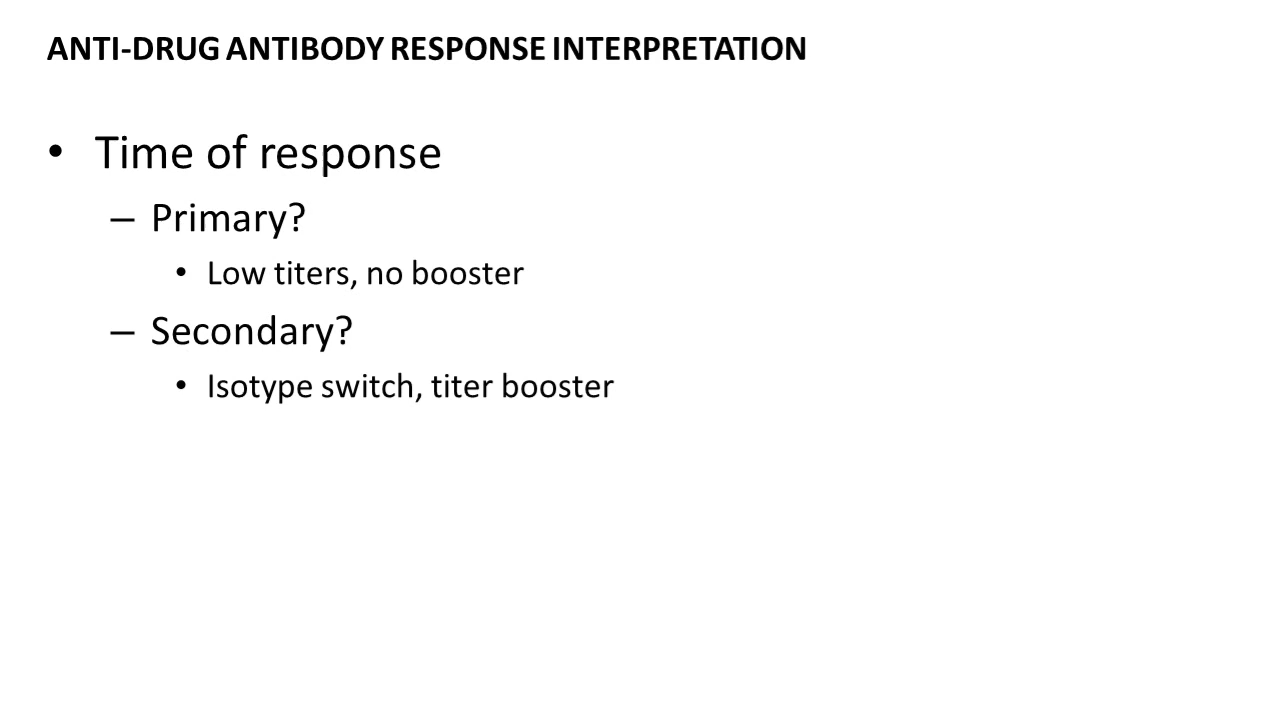 ANTI-DRUG ANTIBODY RESPONSE INTERPRETATION
• Time of response
– Primary?
• Low titers, no booster
– Secondary?
• Isotype switch, titer booster